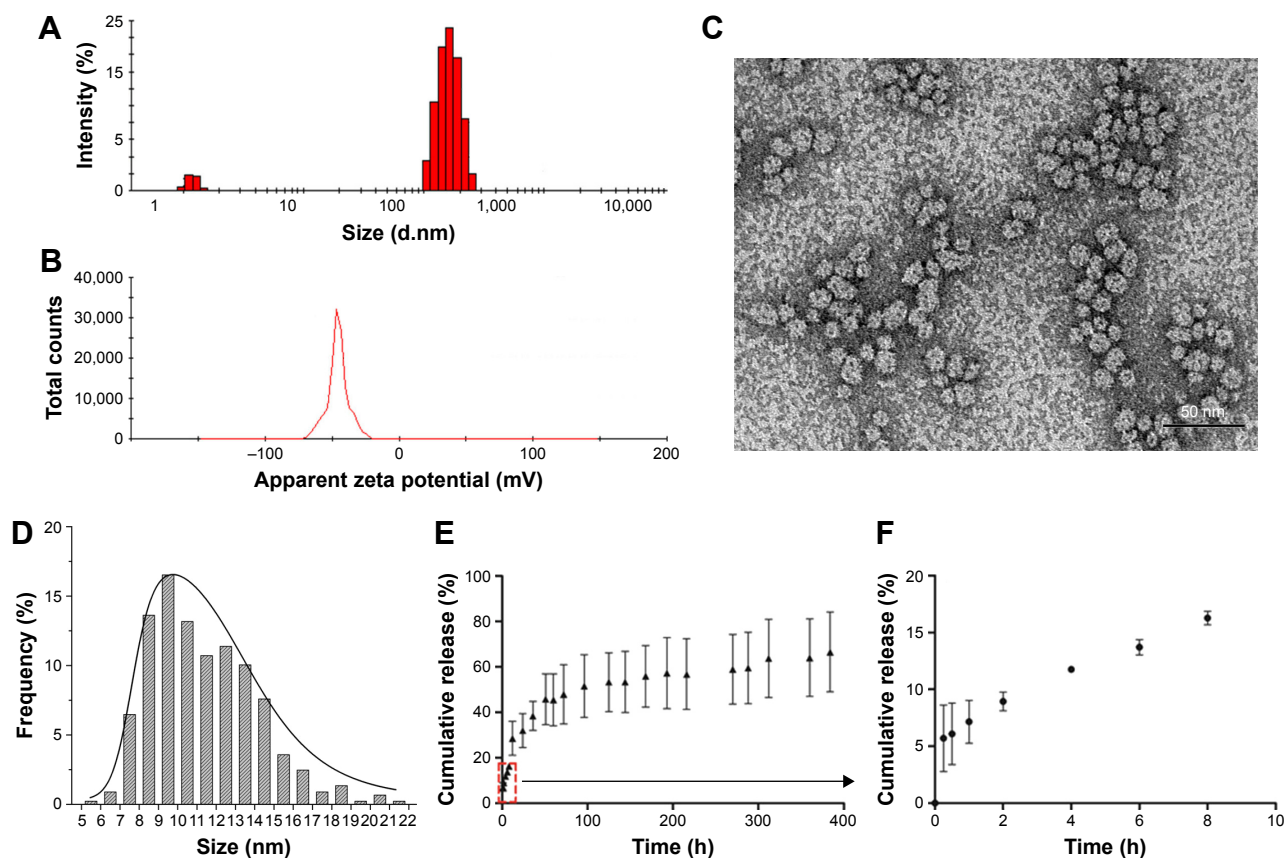 A
Intensity (%)
25
15
5
0
1 10 100 1,000 10,000
Size (d.nm)
B
Total counts
40,000
30,000
20,000
10,000
0
–100 0 100 200
Apparent zeta potential (mV)
C
50 nm
D
Frequency (%)
20
15
10
5
0
5 6 7 8 9 10 11 12 13 14 15 16 17 18 19 20 21 22
Size (nm)
E
Cumulative release (%)
100
80
60
40
20
0
0 100 200 300 400
Time (h)
F
Cumulative release (%)
20
15
10
5
0
0 2 4 6 8 10
Time (h)